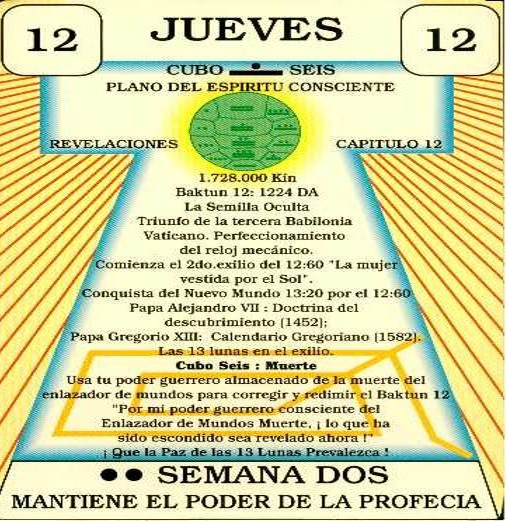 12 JUEVES 12
CUBO SEIS
PLANO DEL ESPIRITU CONSCIENTE
REVELACIONES CAPITULO 12
1.728.000 Kin
Baktun 12: 1224 DA
La Semilla Oculta
Triunfo de la tercera Babilonia
Vaticano. Perfeccionamiento
del reloj mecánico.
Comienza el 2do.exilio del 12:60 "La mujer
vestida por el Sol".
Conquista del Nuevo Mundo 13:20 por el 12:60
Papa Alejandro VII : Doctrina del
descubrimiento (1452);
Papa Gregorio XIII: Calendario Gregoriano (1582).
Las 13 lunas en el exilio.
Cubo Seis : Muerte
Usa tu poder guerrero almacenado de la muerte del
enlazador de mundos para corregir y redimir el Baktun 12
"Por mi poder guerrero consciente del
Enlazador de Mundos Muerte, ¡ lo que ha
sido escondido sea revelado ahora !"
¡ Que la Paz de las 13 Lunas Prevalezca !
SEMANA DOS
MANTIENE EL PODER DE LA PROFECIA